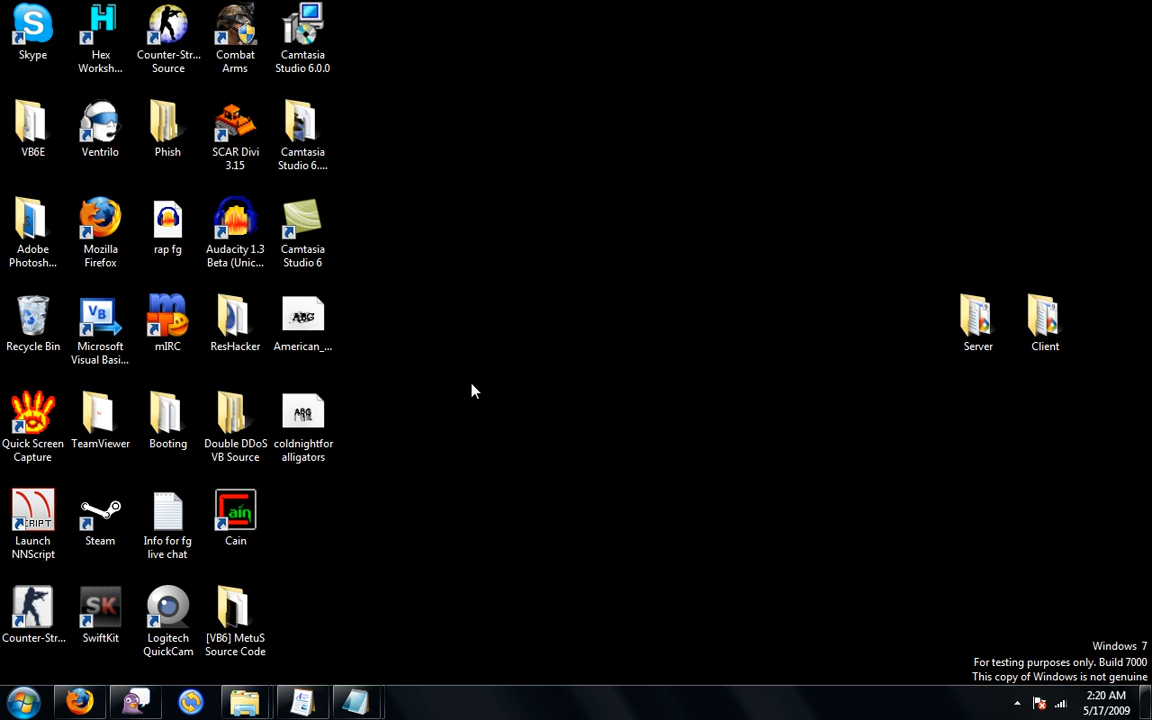 Skype
Hex
Worksh...
Counter-Str...
Source
Combat
Arms
Camtasia
Studio 6.0.0
VB6E
Ventrilo
Phish
SCAR Divi
3.15
Camtasia
Studio 6....
Adobe
Photosh...
Mozilla
Firefox
rap fg
Audacity 1.3
Beta (Unic...
Camtasia
Studio 6
Recycle Bin
VB
Microsoft
Visual Basi...
mIRC
ResHacker
ABG
American_...
Server
Client
Quick Screen
Capture
TeamViewer
Booting
Double DDoS
VB Source
ABG
coldnightfor
alligators
Launch
NNScript
Steam
Info for fg
live chat
Cain
Counter-Str...
SK
SwiftKit
Logitech
QuickCam
[VB6] MetuS
Source Code
Windows 7
For testing purposes only. Build 7000
This copy of Windows is not genuine
2:20 AM
5/17/2009